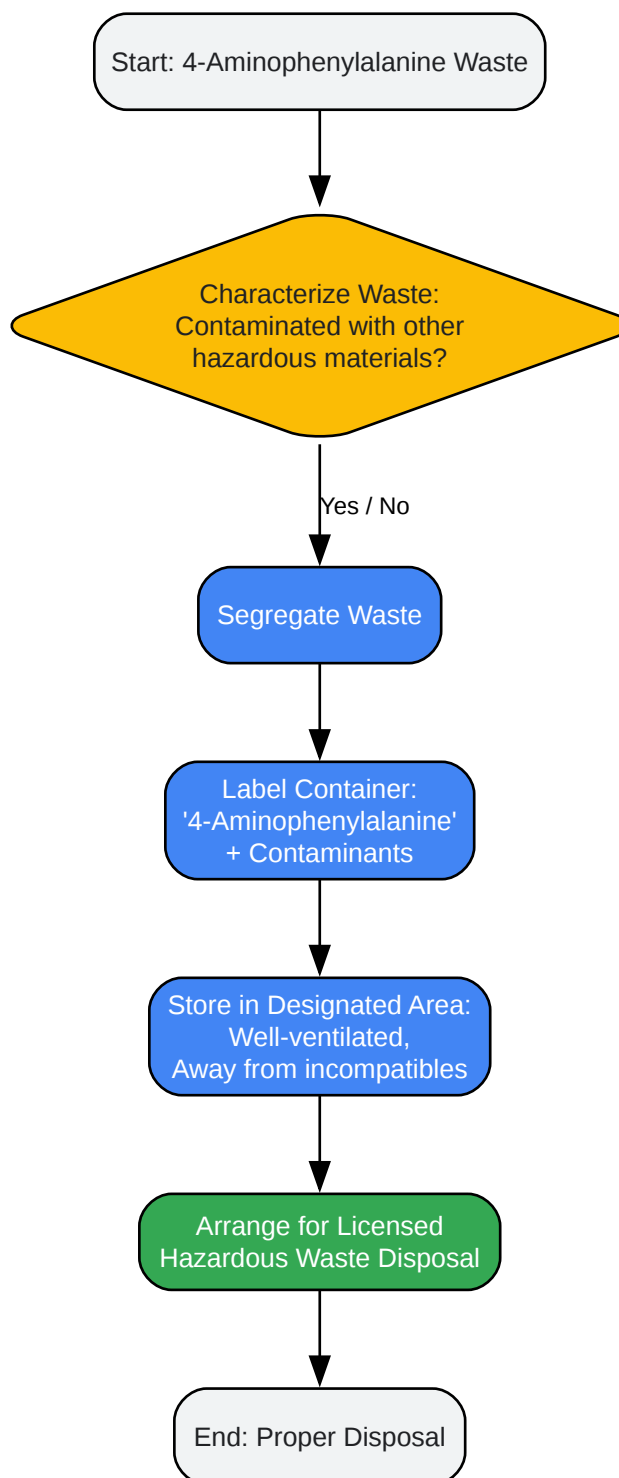 Start: 4-Aminophenylalanine Waste
Characterize Waste:
Contaminated with other
hazardous materials?
Yes / No
Segregate Waste
Label Container:
'4-Aminophenylalanine'
+ Contaminants
Store in Designated Area:
Well-ventilated,
Away from incompatibles
Arrange for Licensed
Hazardous Waste Disposal
End: Proper Disposal